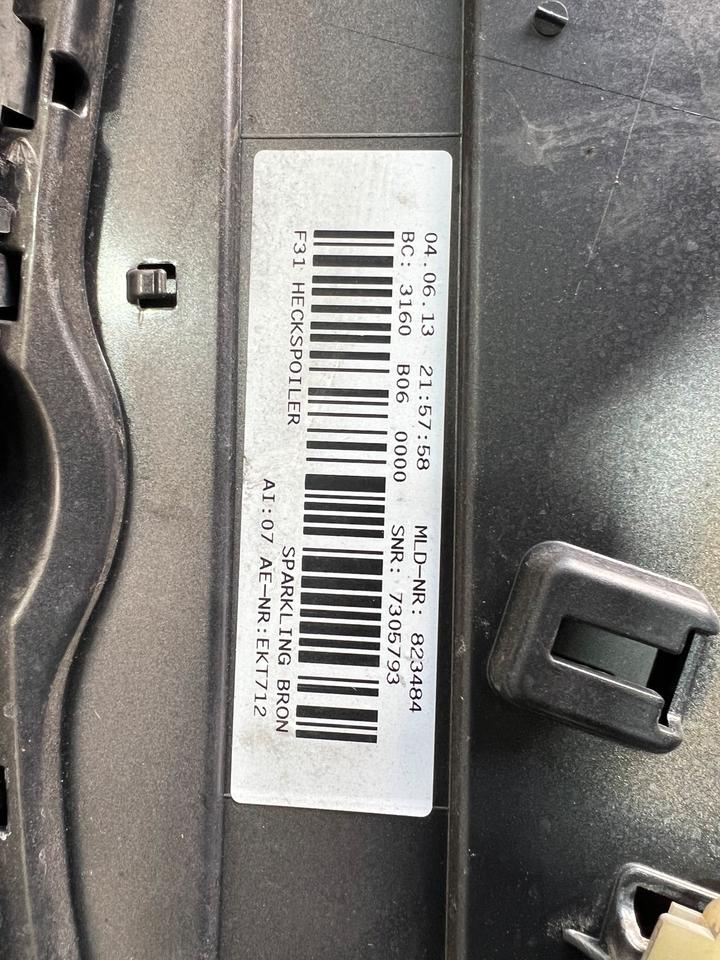 04.06.13 21:57:58 MLD-NR: 823484
BC: 3160 B06 0000 SNR: 7305793
F31 HECKSPOILER SPARKLING BRON
AI:07 AE-NR:EKT712